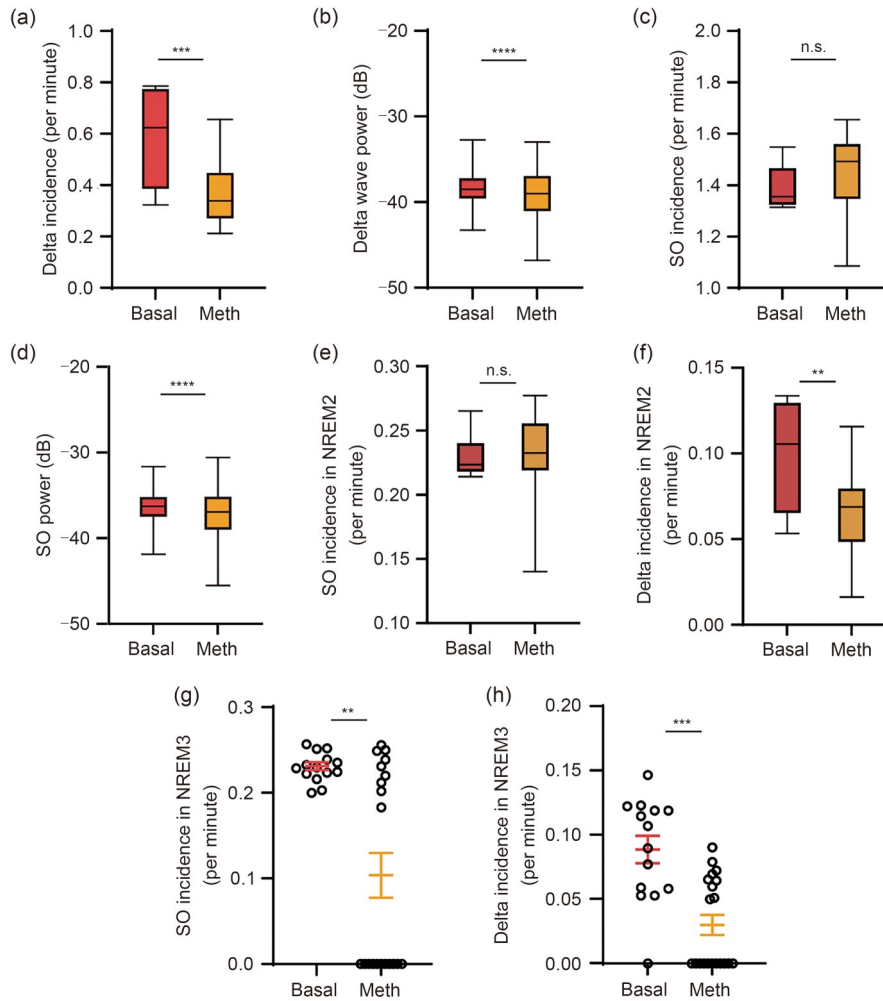 (a)
Delta incidence (per minute)
1.0
0.8
0.6
0.4
0.2
0.0
***
Basal
Meth
(b)
Delta wave power (dB)
−20
−30
−40
−50
****
Basal
Meth
(c)
SO incidence (per minute)
2.0
1.8
1.6
1.4
1.2
1.0
n.s.
Basal
Meth
(d)
SO power (dB)
−20
−30
−40
−50
****
Basal
Meth
(e)
SO incidence in NREM2
(per minute)
0.30
0.25
0.20
0.15
0.10
n.s.
Basal
Meth
(f)
Delta incidence in NREM2
(per minute)
0.15
0.10
0.05
0.00
**
Basal
Meth
(g)
SO incidence in NREM3
(per minute)
0.3
0.2
0.1
0.0
**
Basal
Meth
(h)
Delta incidence in NREM3
(per minute)
0.20
0.15
0.10
0.05
0.00
***
Basal
Meth